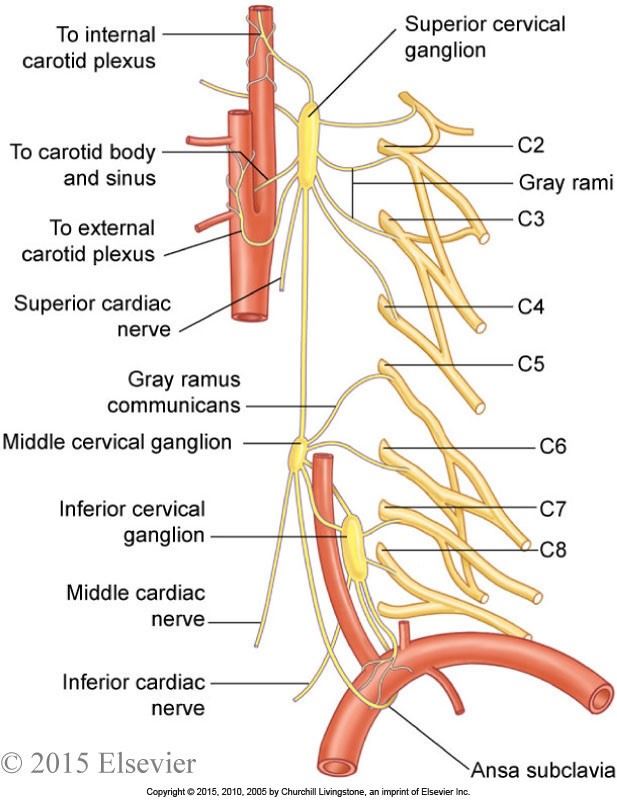 To internal
carotid plexus
Superior cervical
ganglion
To carotid body
and sinus
C2
Gray rami
C3
To external
carotid plexus
Superior cardiac
nerve
C4
C5
Gray ramus
communicans
Middle cervical ganglion
C6
Inferior cervical
ganglion
C7
C8
Middle cardiac
nerve
Inferior cardiac
nerve
Ansa subclavia
© 2015 Elsevier
Copyright © 2015, 2010, 2005 by Churchill Livingstone, an imprint of Elsevier Inc.